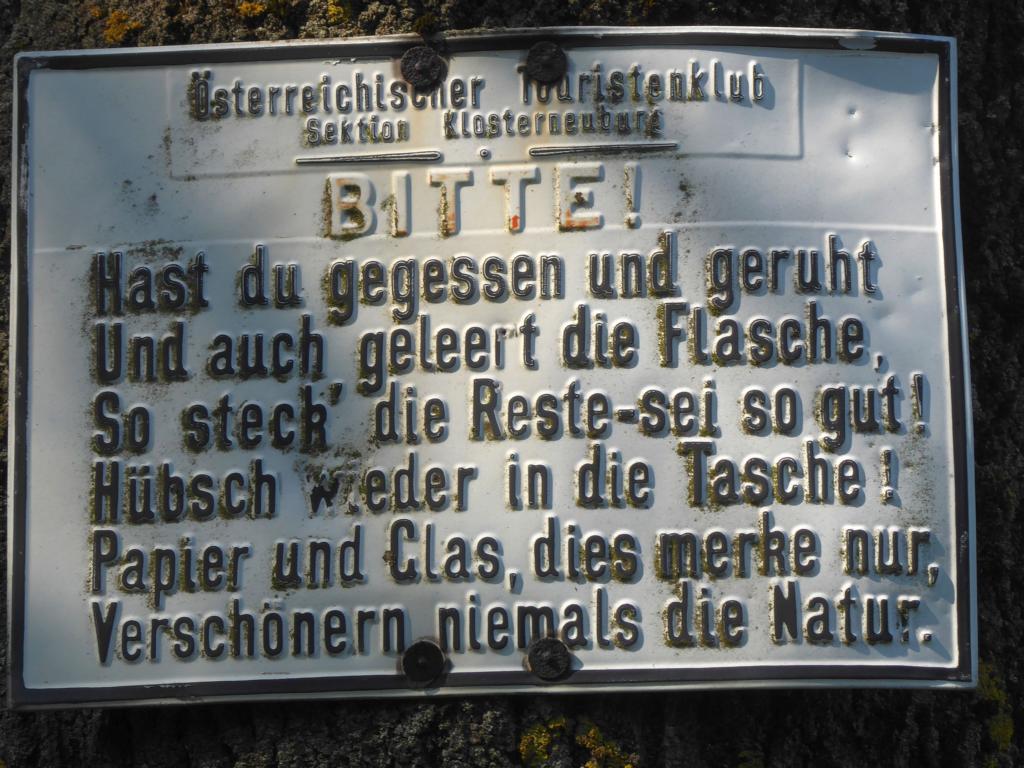 Österreichischer Touristenklub
Sektion Klosterneuburg
BITTE!
Hast du gegessen und geruht
Und auch geleert die Flasche,
So steck' die Reste-sei so gut!
Hübsch wieder in die Tasche!
Papier und Glas, dies merke nur,
Verschönern niemals die Natur.